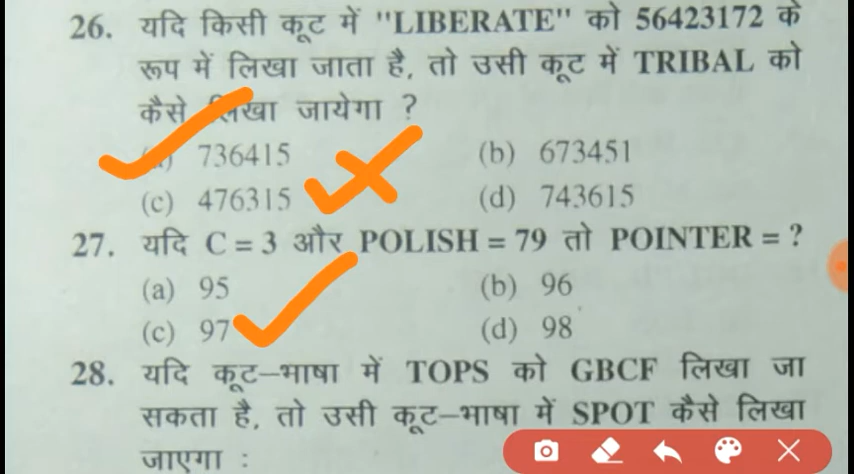 26. यदि किसी कूट में "LIBERATE" को 56423172 के
रूप में लिखा जाता है, तो उसी कूट में TRIBAL को
कैसे लिखा जायेगा ?
736415 (b) 673451
(c) 476315 (d) 743615
27. यदि C = 3 और POLISH = 79 तो POINTER = ?
(a) 95 (b) 96
(c) 97 (d) 98
28. यदि कूट-भाषा में TOPS को GBCF लिखा जा
सकता है, तो उसी कूट-भाषा में SPOT कैसे लिखा
जाएगा :